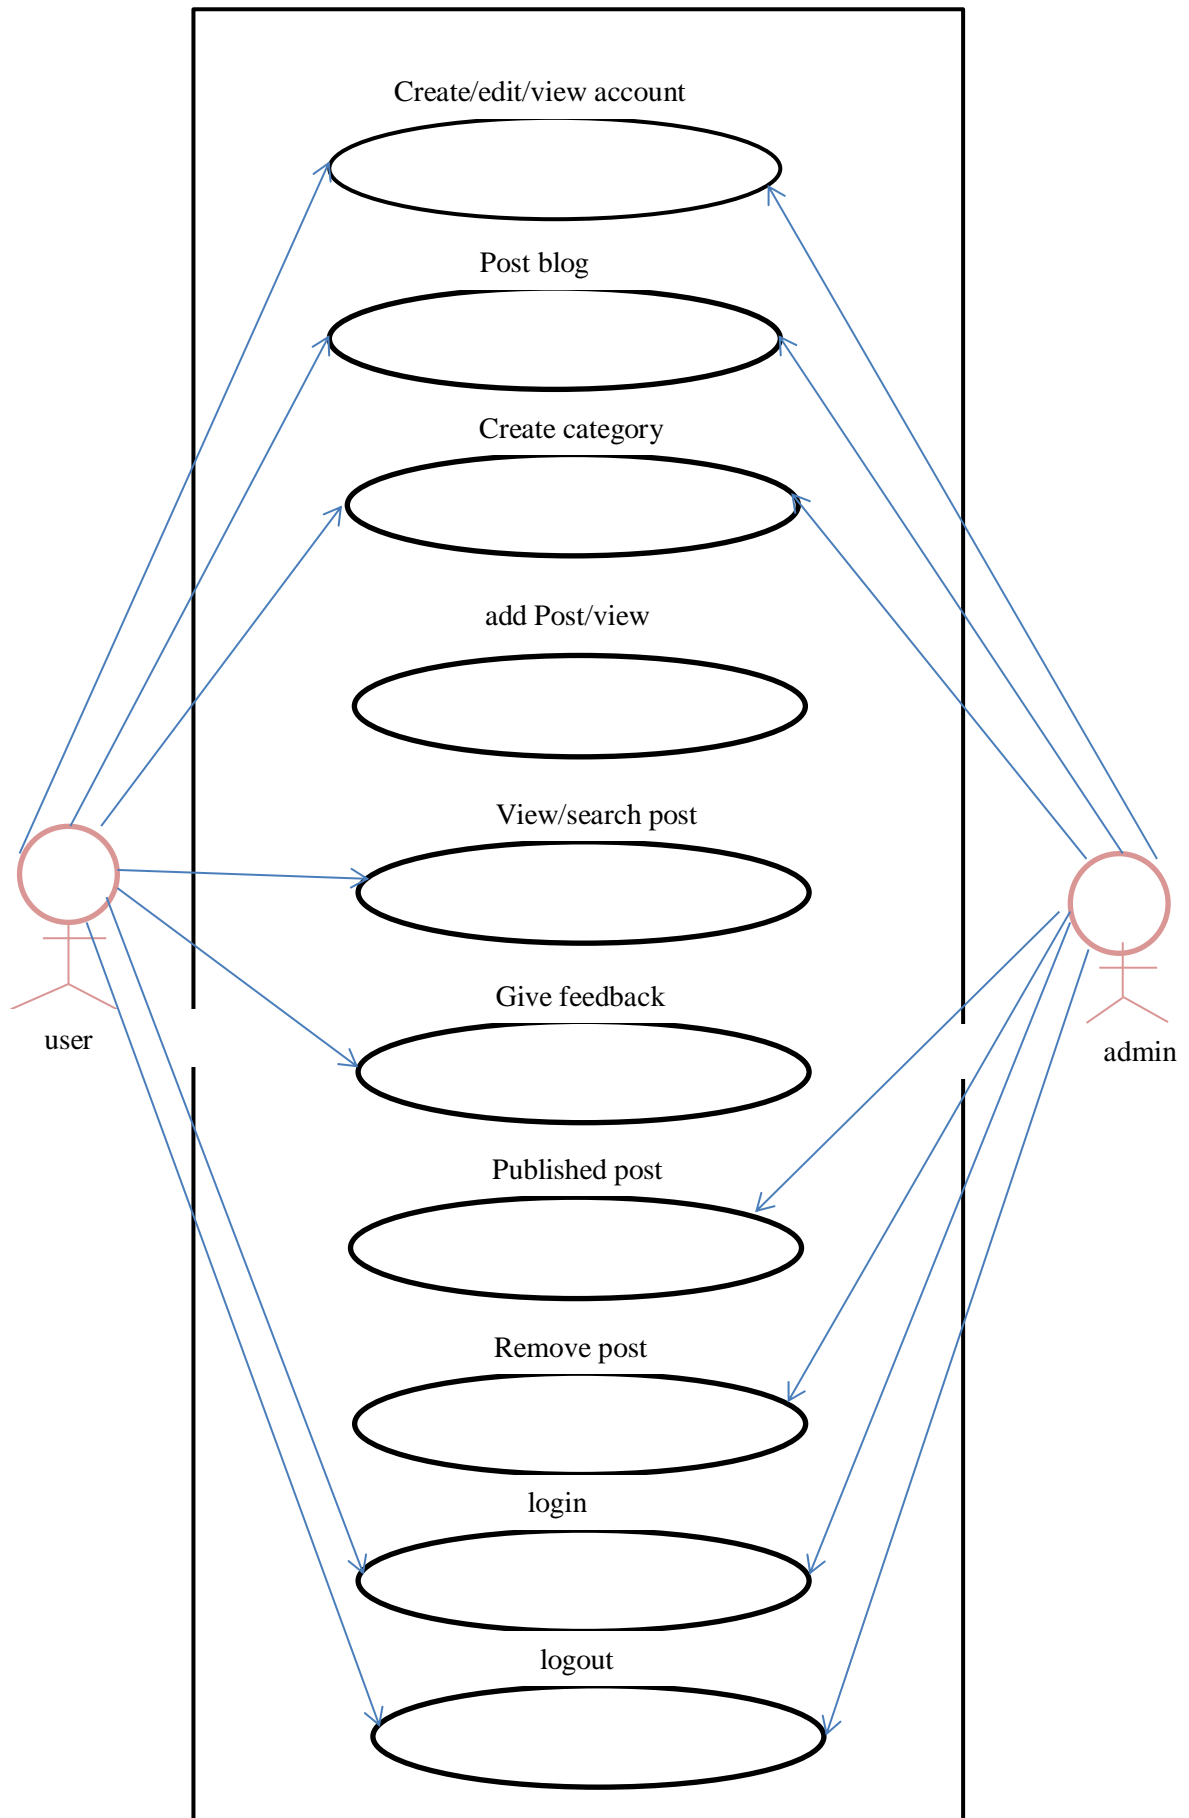 Create/edit/view account
Post blog
Create category
add Post/view
View/search post
Give feedback
user
admin
Published post
Remove post
login
logout